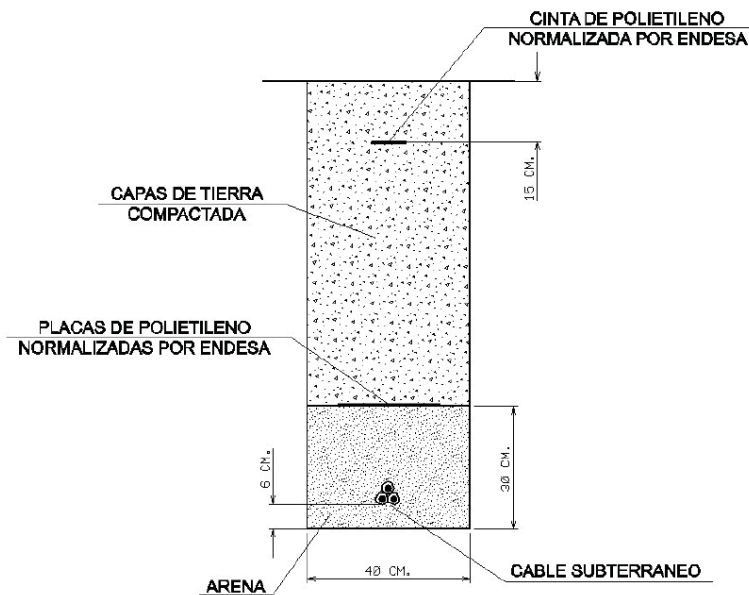 CINTA DE POLIETILENO
NORMALIZADA POR ENDESA
15 CM.
CAPAS DE TIERRA
COMPACTADA
PLACAS DE POLIETILENO
NORMALIZADAS POR ENDESA
6 CM.
30 CM.
40 CM.
CABLE SUBTERRANEO
ARENA